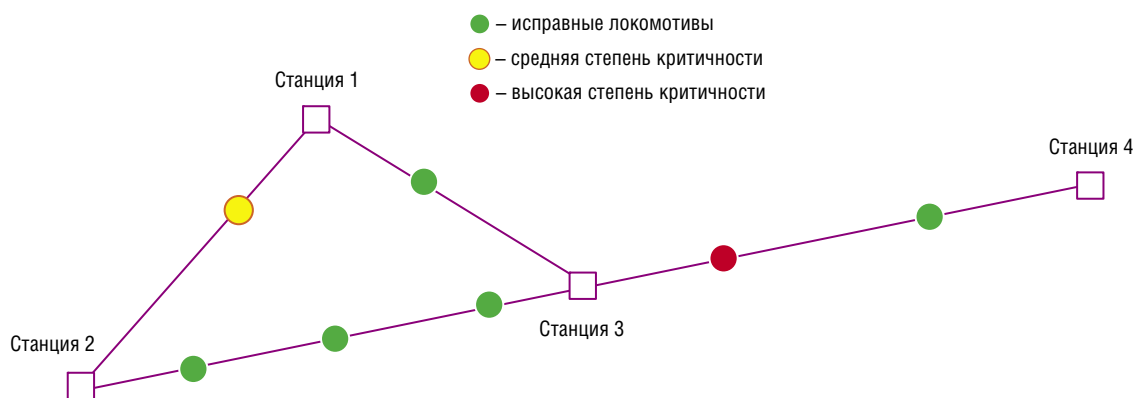 – исправные локомотивы
– средняя степень критичности
– высокая степень критичности
Станция 1
Станция 4
Станция 3
Станция 2